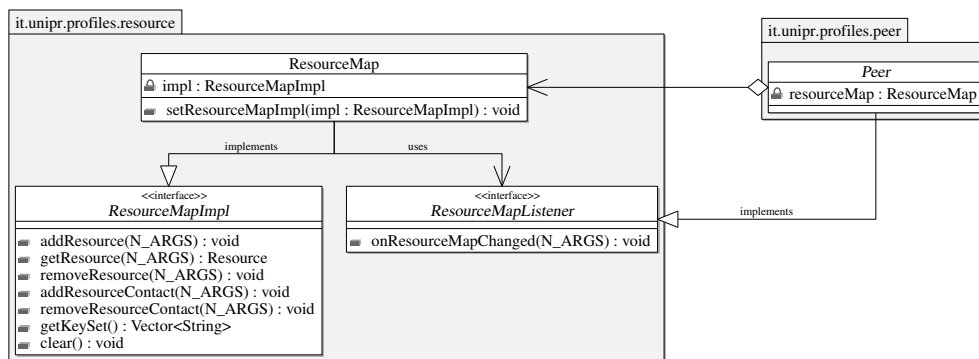 it.unipr.profiles.resource
ResourceMap
impl : ResourceMapImpl
setResourceMapImpl(impl : ResourceMapImpl) : void
implements
uses
<<interface>>
ResourceMapImpl
addResource(N_ARGS) : void
getResource(N_ARGS) : Resource
removeResource(N_ARGS) : void
addResourceContact(N_ARGS) : void
removeResourceContact(N_ARGS) : void
getKeySet() : Vector<String>
clear() : void
<<interface>>
ResourceMapListener
onResourceMapChanged(N_ARGS) : void
it.unipr.profiles.peer
Peer
resourceMap : ResourceMap
implements